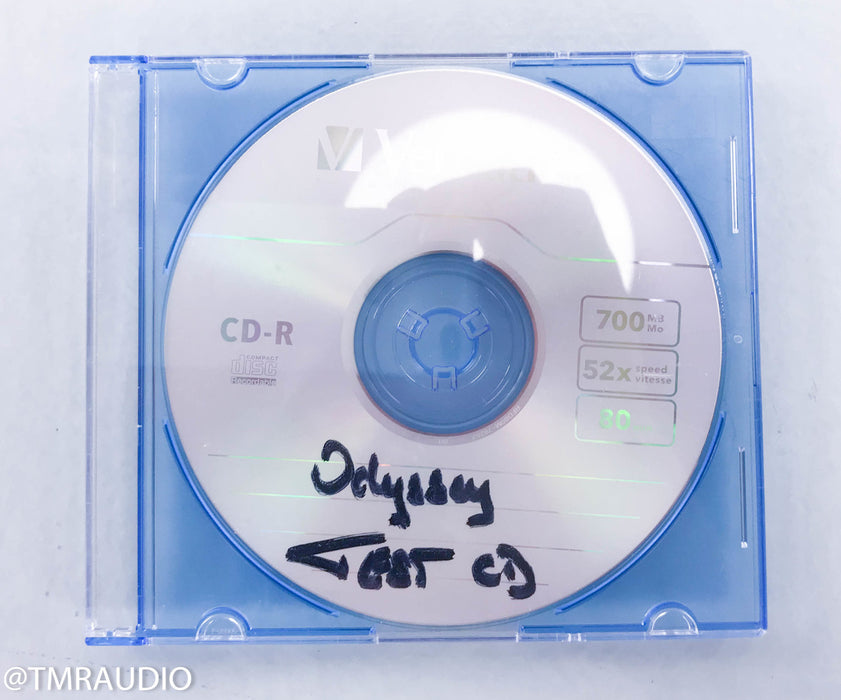 CD-R
COMPACT
disc
Recordable
700 MB
Mo
52x speed
vitesse
80
Odyssey
TEST CD
@TMRAUDIO